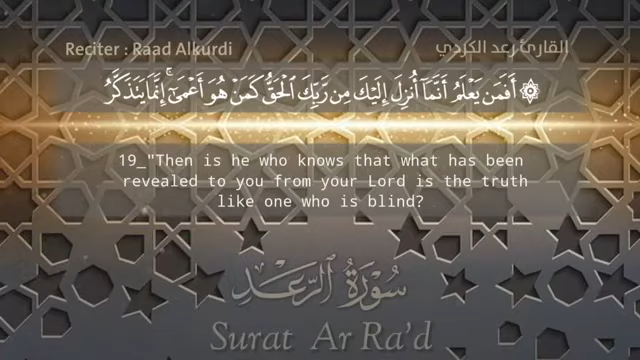 Reciter : Raad Alkurdi
القارئ رعد الكردي
۞ أَفَمَن يَعْلَمُ أَنَّمَآ أُنزِلَ إِلَيْكَ مِن رَّبِّكَ ٱلْحَقُّ كَمَنْ هُوَ أَعْمَىٰٓ ۚ إِنَّمَا يَتَذَكَّرُ
19_"Then is he who knows that what has been
revealed to you from your Lord is the truth
like one who is blind?
سُورَةُ الرَّعْدِ
Surat Ar Ra'd